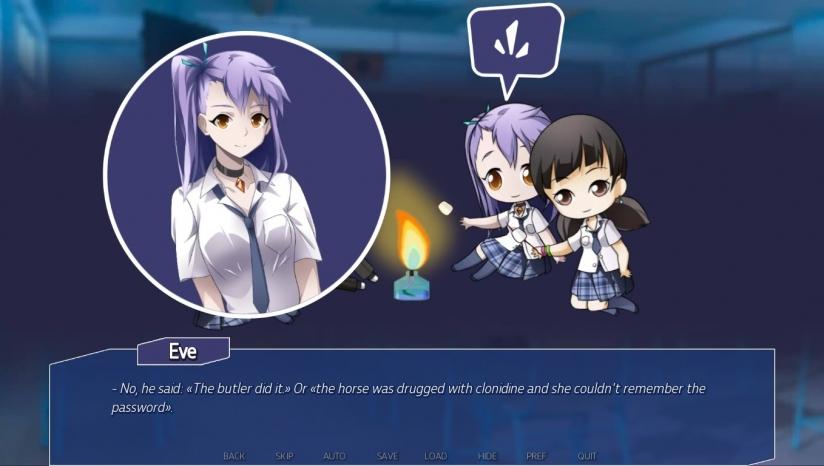 Eve
- No, he said: «The butler did it.» Or «the horse was drugged with clonidine and she couldn't remember the
password».
BACK SKIP AUTO SAVE LOAD HIDE PREF QUIT